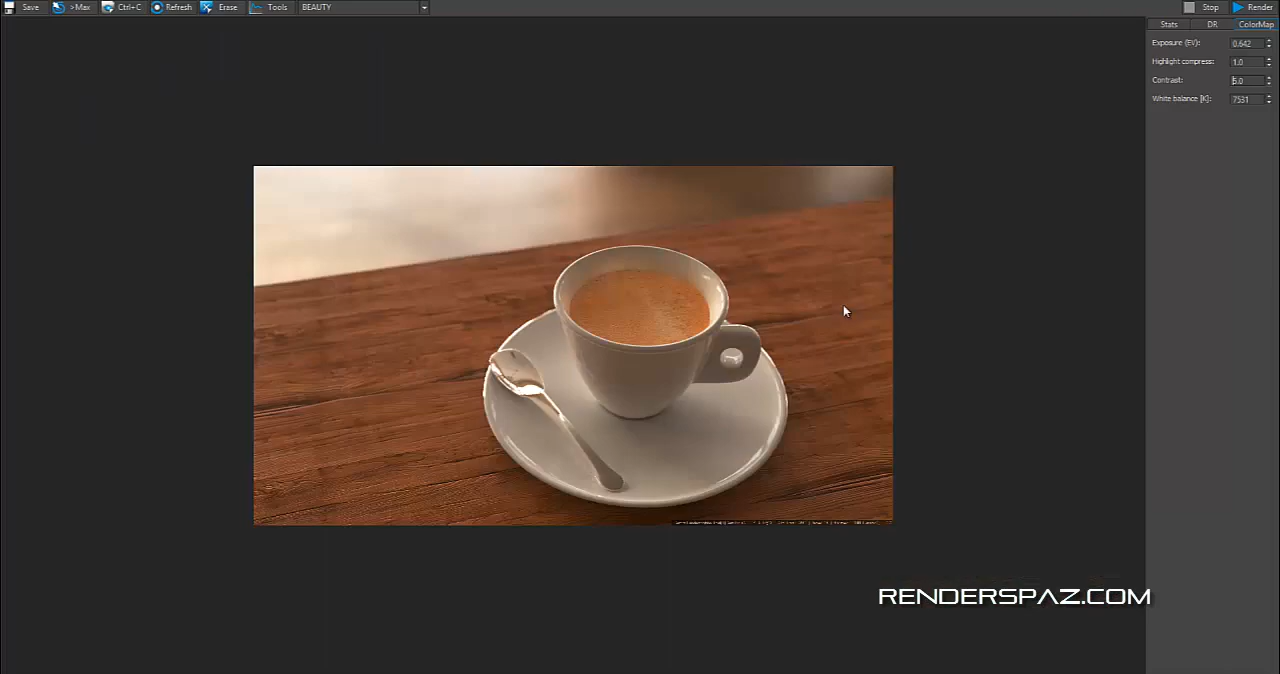 Save >Max Ctrl+C Refresh Erase Tools BEAUTY Stop Render
Stats DR ColorMap
Exposure (EV): 0.642
Highlight compress: 1.0
Contrast: 5.0
White balance [K]: 7531
RENDERSPAZ.COM